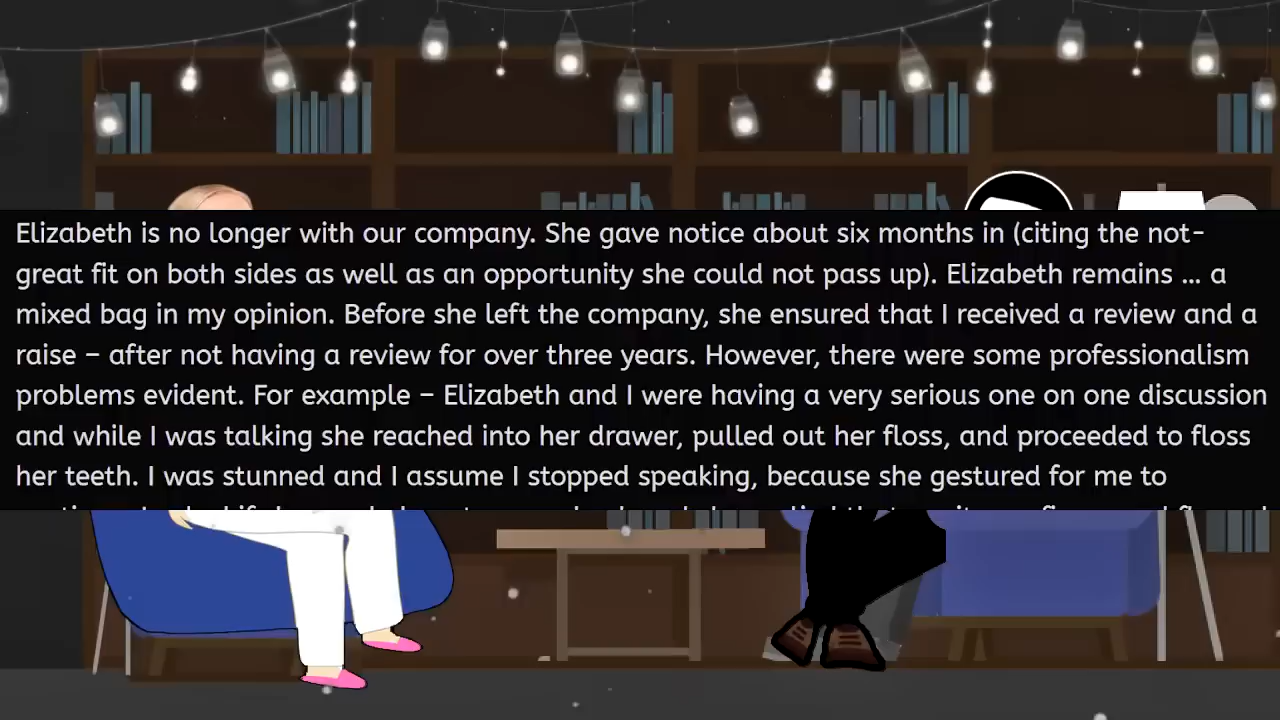 Elizabeth is no longer with our company. She gave notice about six months in (citing the not-
great fit on both sides as well as an opportunity she could not pass up). Elizabeth remains ... a
mixed bag in my opinion. Before she left the company, she ensured that I received a review and a
raise – after not having a review for over three years. However, there were some professionalism
problems evident. For example – Elizabeth and I were having a very serious one on one discussion
and while I was talking she reached into her drawer, pulled out her floss, and proceeded to floss
her teeth. I was stunned and I assume I stopped speaking, because she gestured for me to